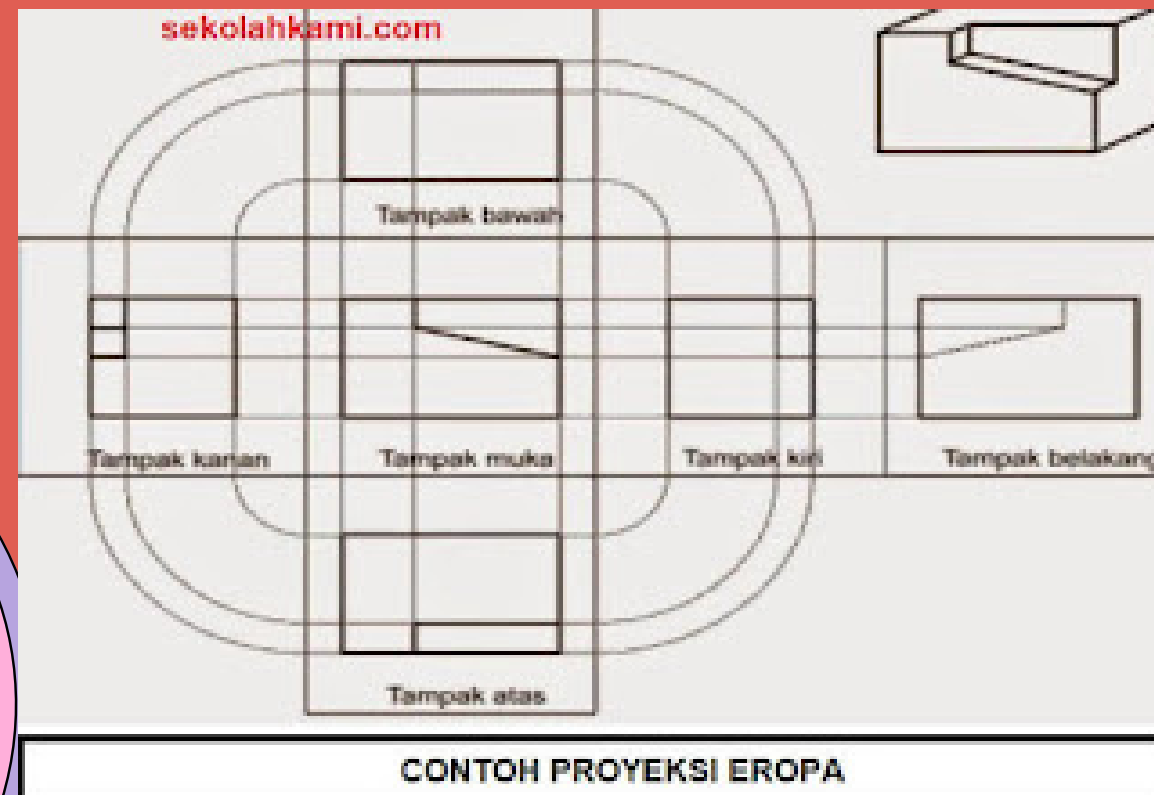 sekolahkami.com
Tampak bawah
Tampak kanan
Tampak muka
Tampak kiri
Tampak belakang
Tampak atas
CONTOH PROYEKSI EROPA